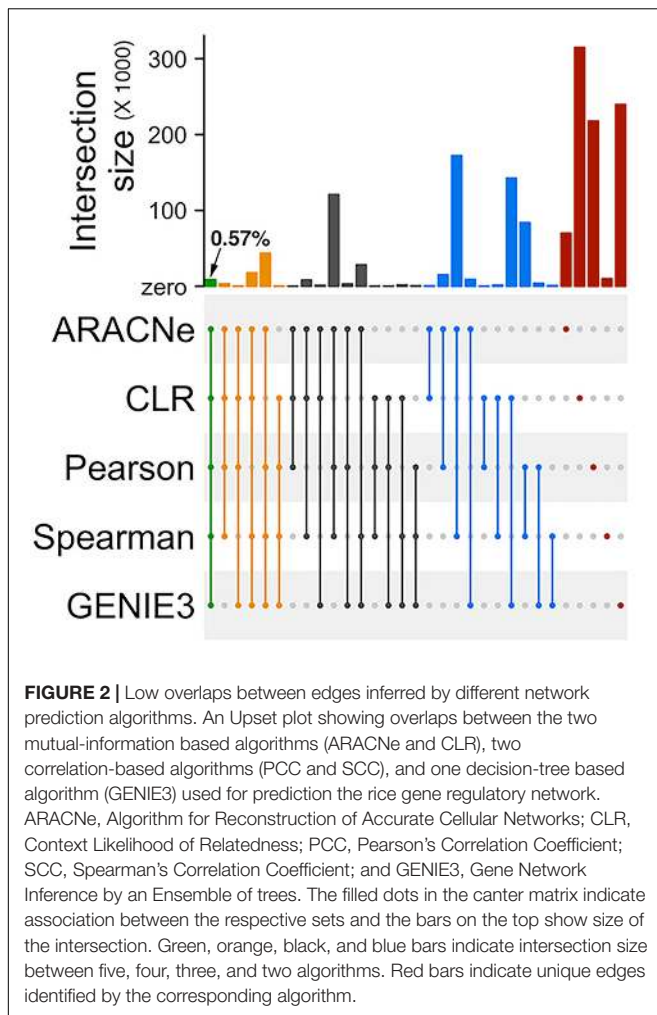 Intersection
size (X 1000)
300
200
100
zero
0.57%
ARACNe
CLR
Pearson
Spearman
GENIE3
FIGURE 2 | Low overlaps between edges inferred by different network
prediction algorithms. An Upset plot showing overlaps between the two
mutual-information based algorithms (ARACNe and CLR), two
correlation-based algorithms (PCC and SCC), and one decision-tree based
algorithm (GENIE3) used for prediction the rice gene regulatory network.
ARACNe, Algorithm for Reconstruction of Accurate Cellular Networks; CLR,
Context Likelihood of Relatedness; PCC, Pearson's Correlation Coefficient;
SCC, Spearman's Correlation Coefficient; and GENIE3, Gene Network
Inference by an Ensemble of trees. The filled dots in the canter matrix indicate
association between the respective sets and the bars on the top show size of
the intersection. Green, orange, black, and blue bars indicate intersection size
between five, four, three, and two algorithms. Red bars indicate unique edges
identified by the corresponding algorithm.